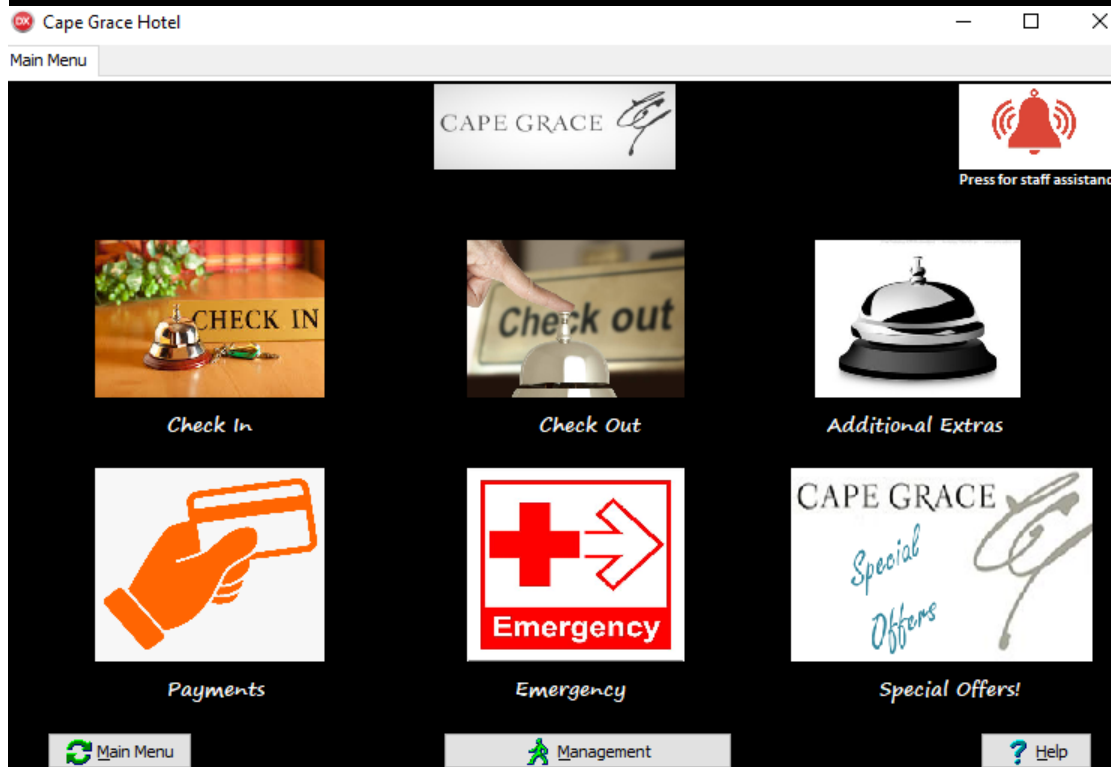 DX Cape Grace Hotel
Main Menu
CAPE GRACE
Press for staff assistanc
CHECK IN
Check out
Check In
Check Out
Additional Extras
Emergency
CAPE GRACE
Special
Offers
Payments
Emergency
Special Offers!
Main Menu
Management
? Help